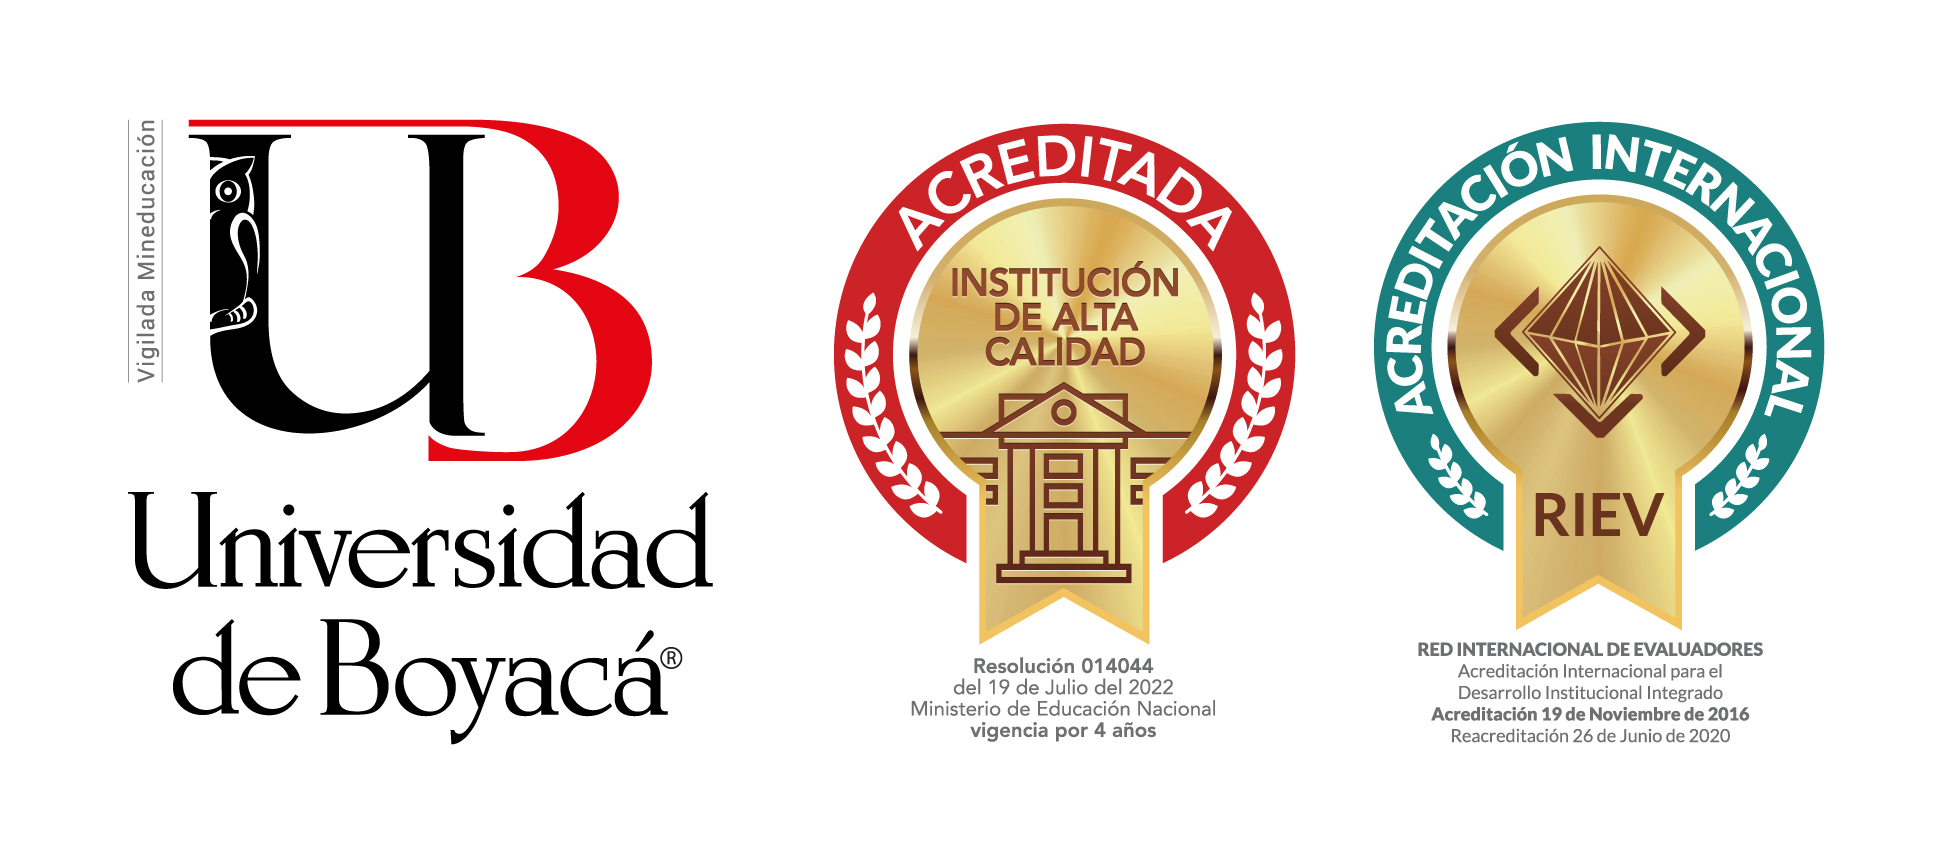 Vigilada Mineducación
UB
Universidad
de Boyacá®
ACREDITADA
INSTITUCIÓN
DE ALTA
CALIDAD
Resolución 014044
del 19 de Julio del 2022
Ministerio de Educación Nacional
vigencia por 4 años
ACREDITACIÓN INTERNACIONAL
RIEV
RED INTERNACIONAL DE EVALUADORES
Acreditación Internacional para el
Desarrollo Institucional Integrado
Acreditación 19 de Noviembre de 2016
Reacreditación 26 de Junio de 2020